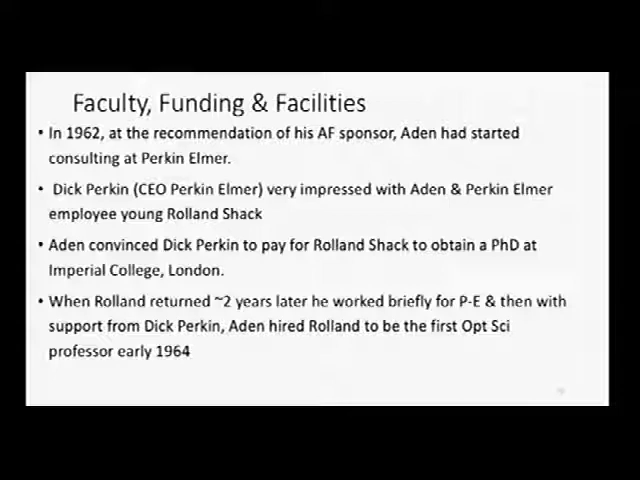 Faculty, Funding & Facilities
• In 1962, at the recommendation of his AF sponsor, Aden had started
consulting at Perkin Elmer.
• Dick Perkin (CEO Perkin Elmer) very impressed with Aden & Perkin Elmer
employee young Rolland Shack
• Aden convinced Dick Perkin to pay for Rolland Shack to obtain a PhD at
Imperial College, London.
• When Rolland returned ~2 years later he worked briefly for P-E & then with
support from Dick Perkin, Aden hired Rolland to be the first Opt Sci
professor early 1964